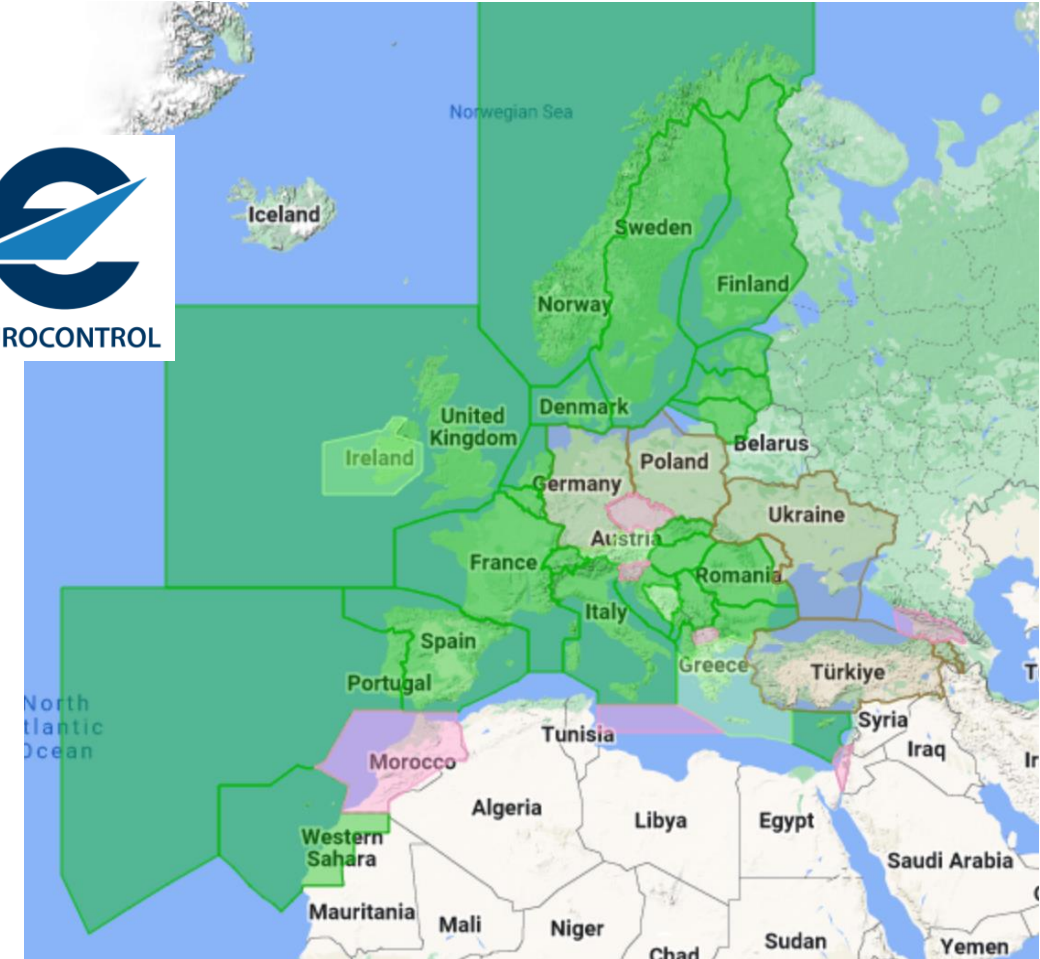 Norwegian Sea
Iceland
ROCONTROL
Sweden
Finland
Norway
United
Kingdom
Denmark
Ireland
Belarus
Poland
Germany
Ukraine
Austria
France
Romania
Italy
Spain
Greece
Türkiye
Portugal
North
tlantic
Ocean
Syria
Tunisia
Iraq
Ir
Morocco
Algeria
Libya
Egypt
Western
Sahara
Saudi Arabia
Mauritania
Mali
Niger
Sudan
Chad
Yemen